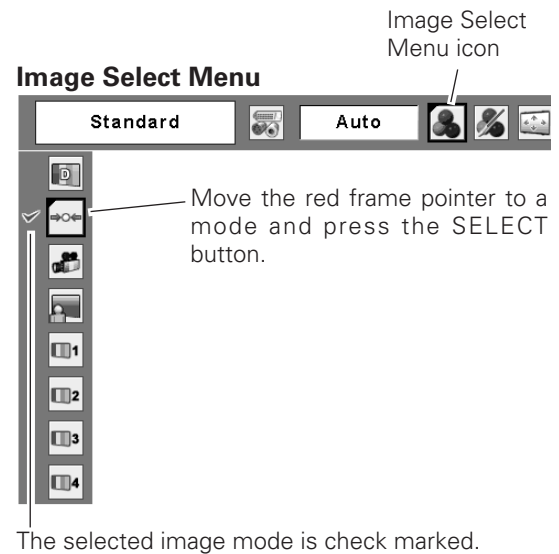 Image Select
Menu icon
Image Select Menu
Standard
Auto
D
Move the red frame pointer to a
mode and press the SELECT
button.
1
2
3
4
The selected image mode is check marked.